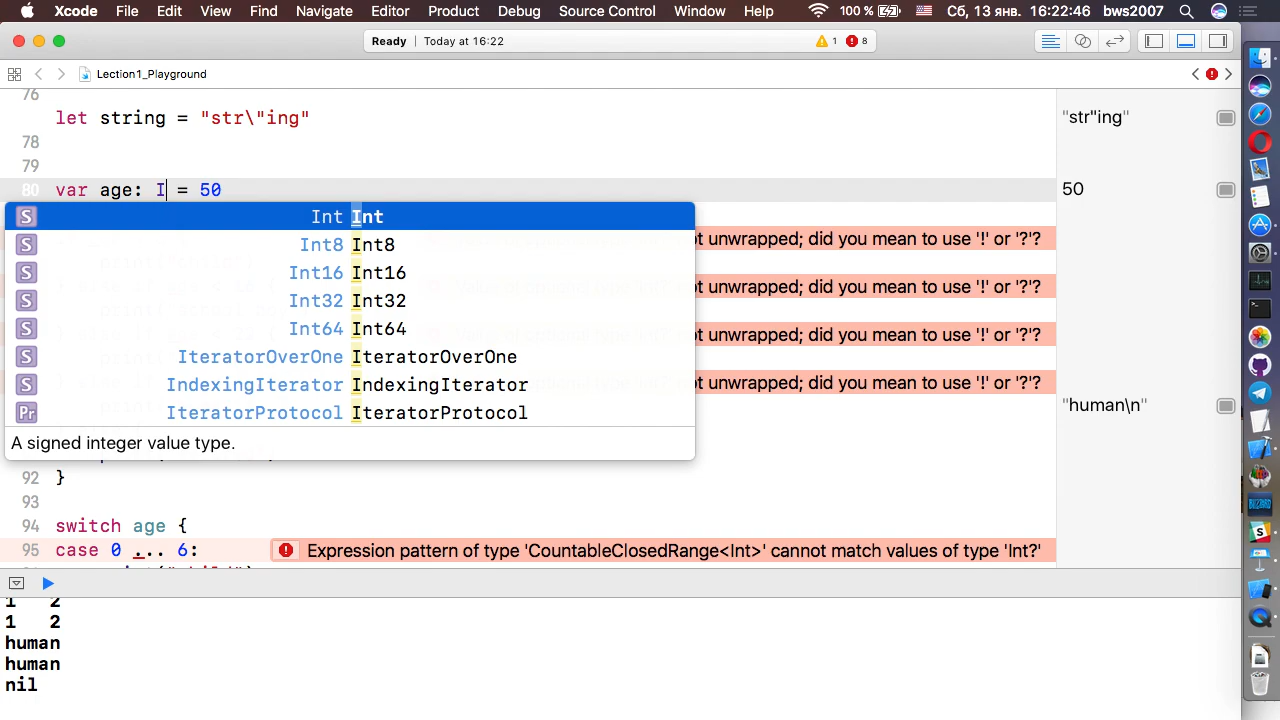 Xcode File Edit View Find Navigate Editor Product Debug Source Control Window Help 100 % Сб, 13 янв. 16:22:46 bws2007
Ready | Today at 16:22 1 8
Lection1_Playground
76
let string = "str\"ing" "str"ing"
78
79
80 var age: I = 50 50
Int Int
Int8 Int8 ot unwrapped; did you mean to use '!' or '?'?
Int16 Int16
ot unwrapped; did you mean to use '!' or '?'?
Int32 Int32
Int64 Int64 ot unwrapped; did you mean to use '!' or '?'?
IteratorOverOne IteratorOverOne
IndexingIterator IndexingIterator ot unwrapped; did you mean to use '!' or '?'?
Pr IteratorProtocol IteratorProtocol "human\n"
A signed integer value type.
92 }
93
94 switch age {
95 case 0 ... 6: Expression pattern of type 'CountableClosedRange<Int>' cannot match values of type 'Int?'
1 2
1 2
human
human
nil